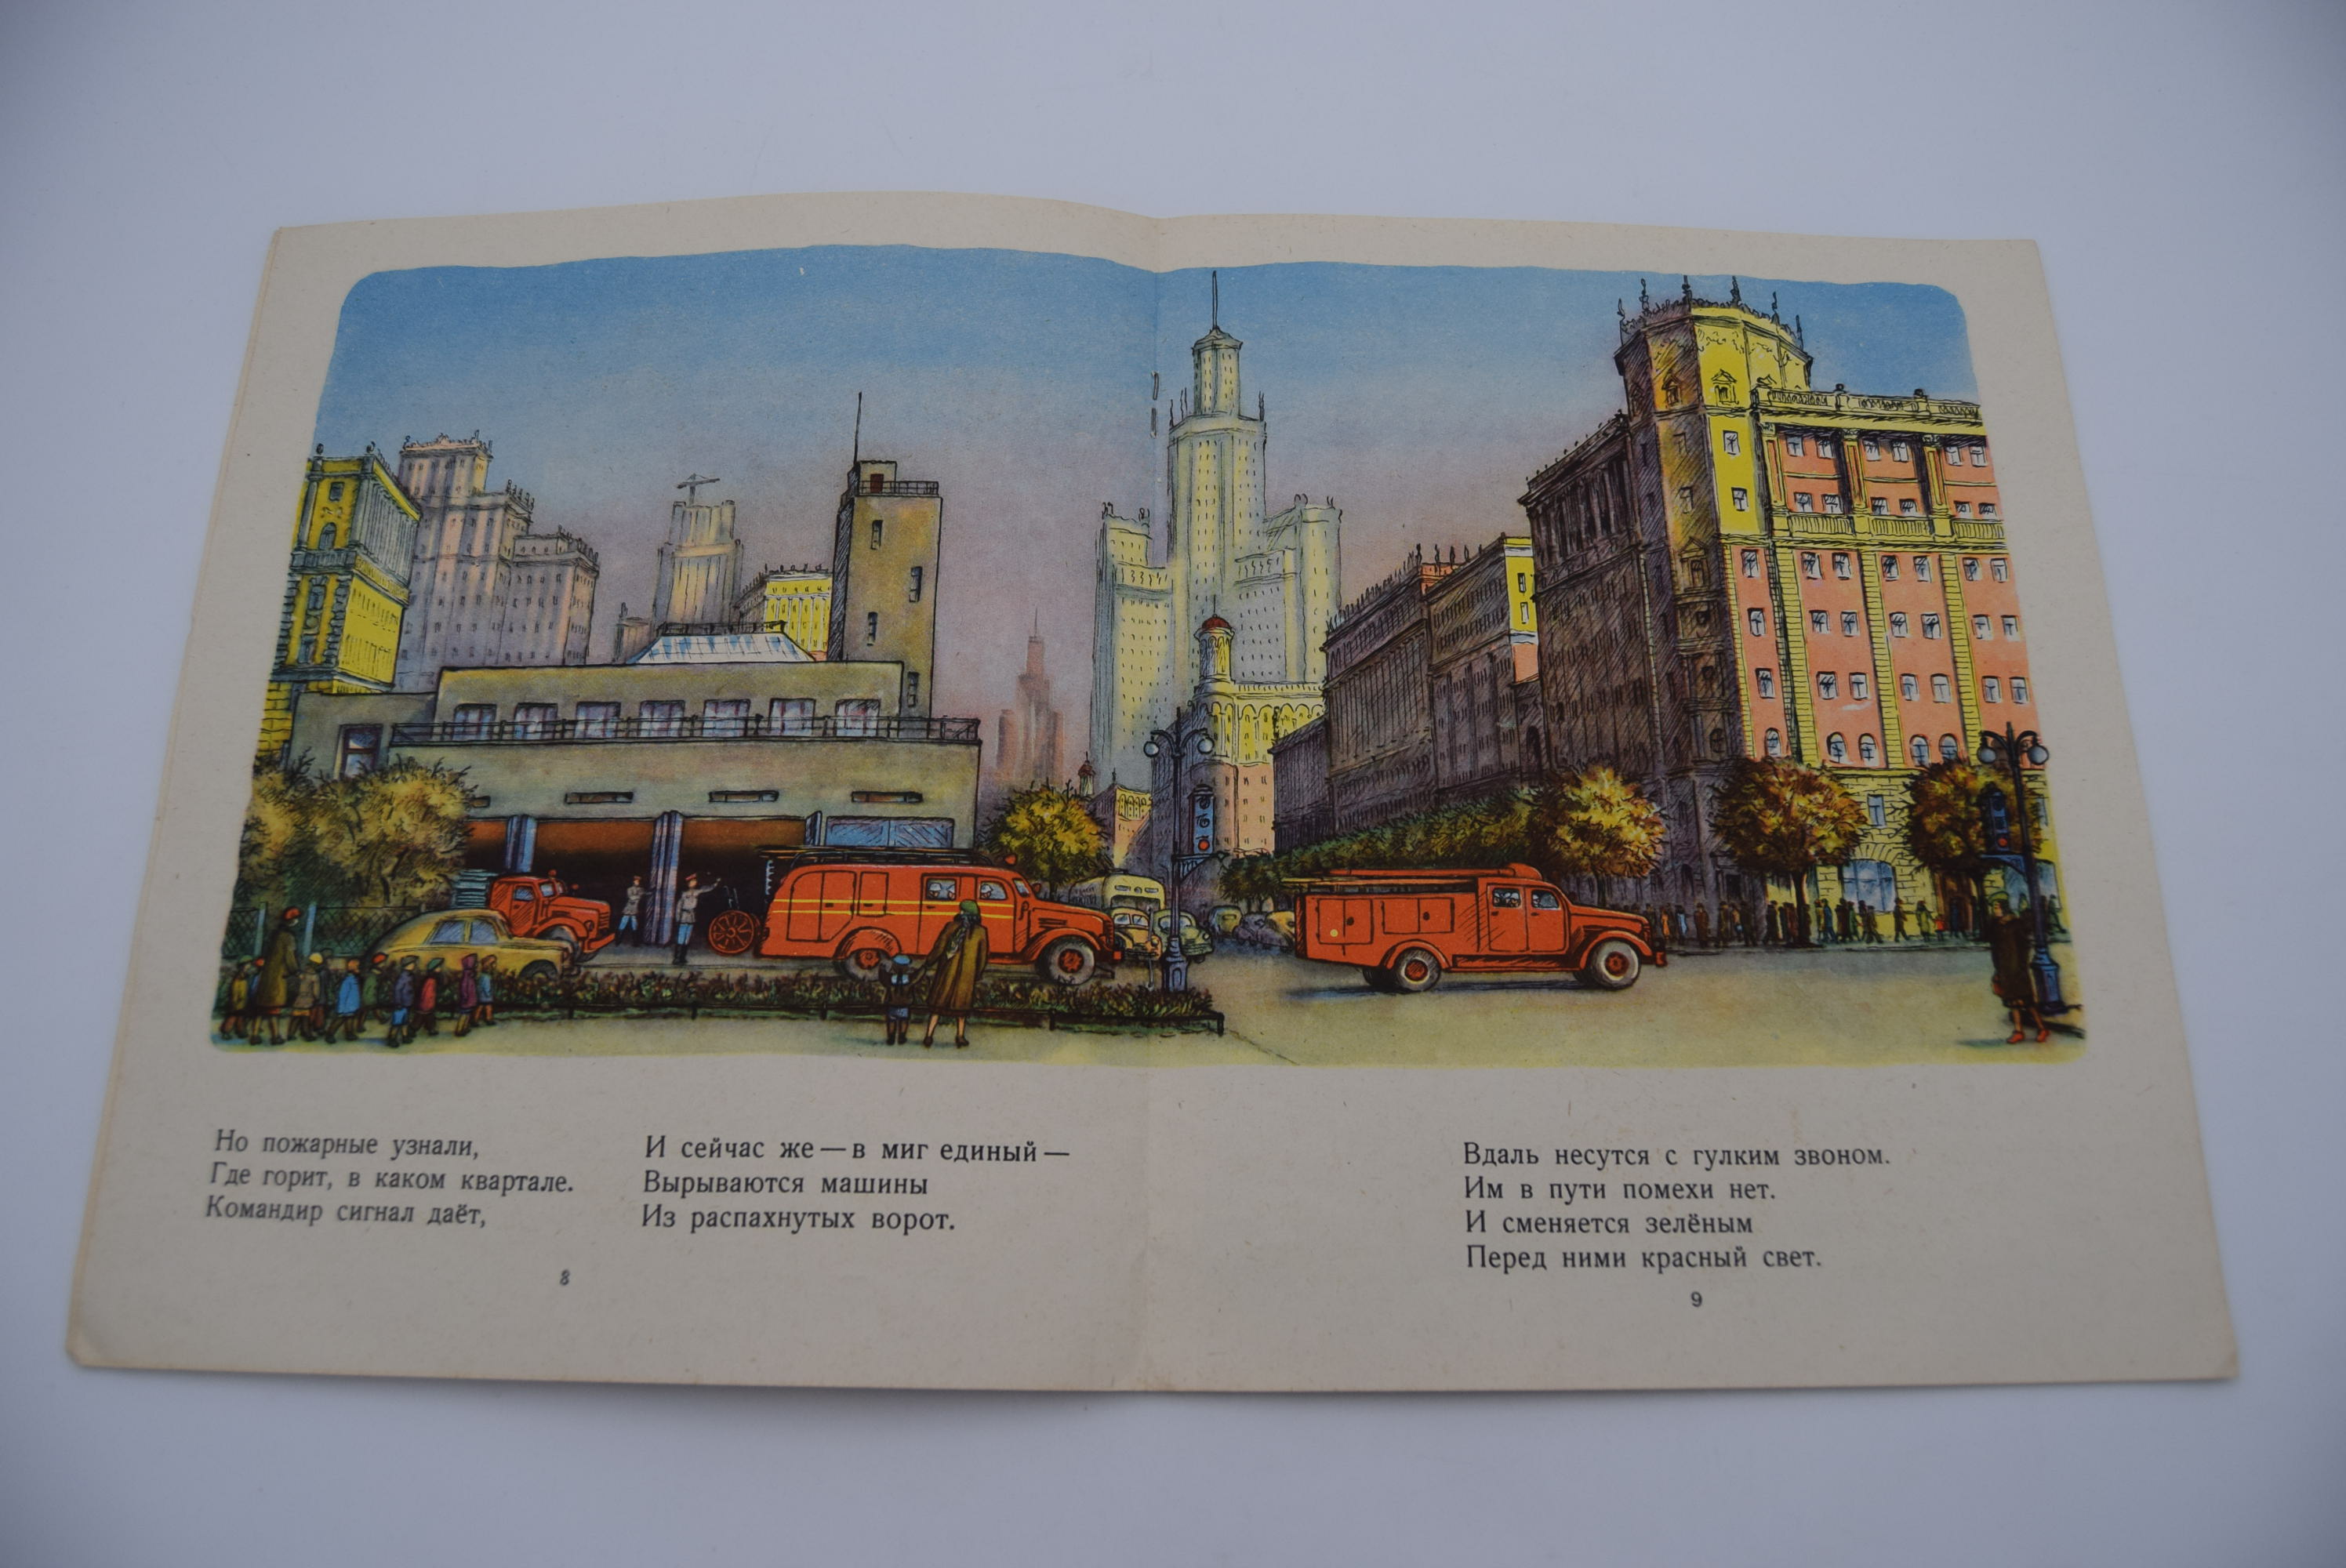 Но пожарные узнали,
Где горит, в каком квартале.
Командир сигнал даёт,
И сейчас же — в миг единый —
Вырываются машины
Из распахнутых ворот.
8
Вдаль несутся с гулким звоном.
Им в пути помехи нет.
И сменяется зелёным
Перед ними красный свет.
9